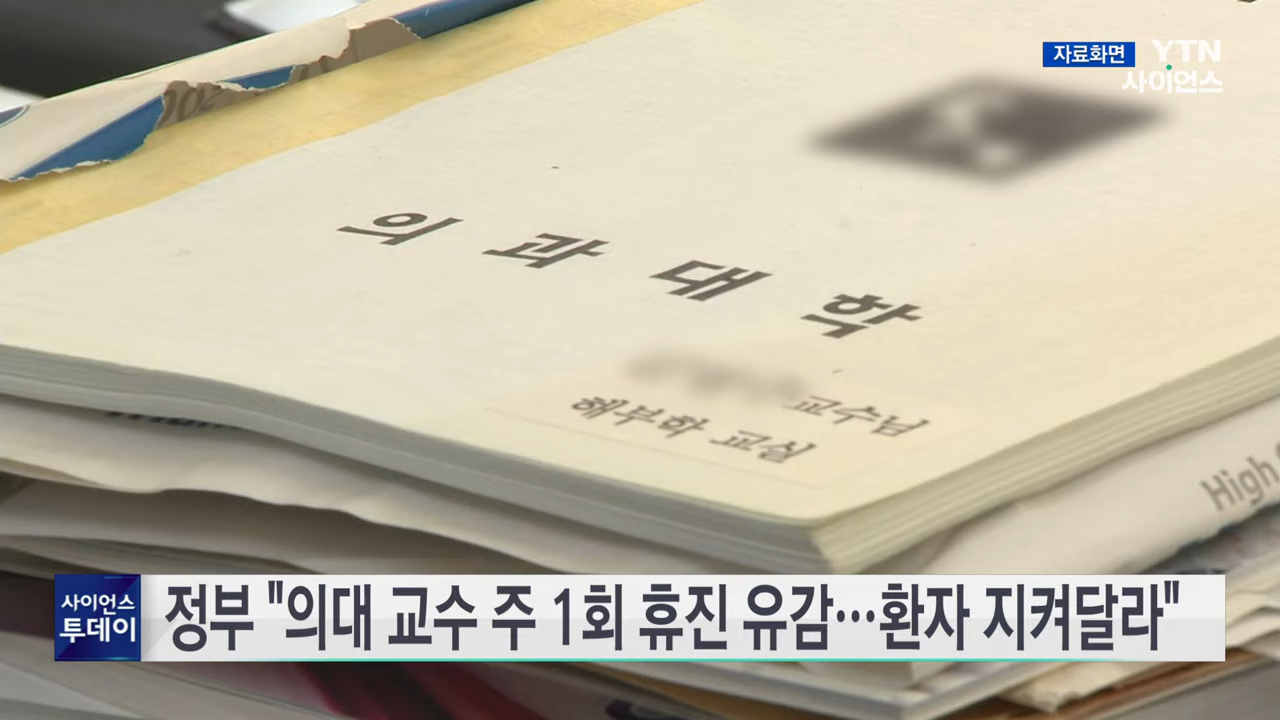 자료화면
YTN
사이언스
의과대학
교수님
해부학 교실
High
사이언스
투데이
정부 "의대 교수 주 1회 휴진 유감…환자 지켜달라"